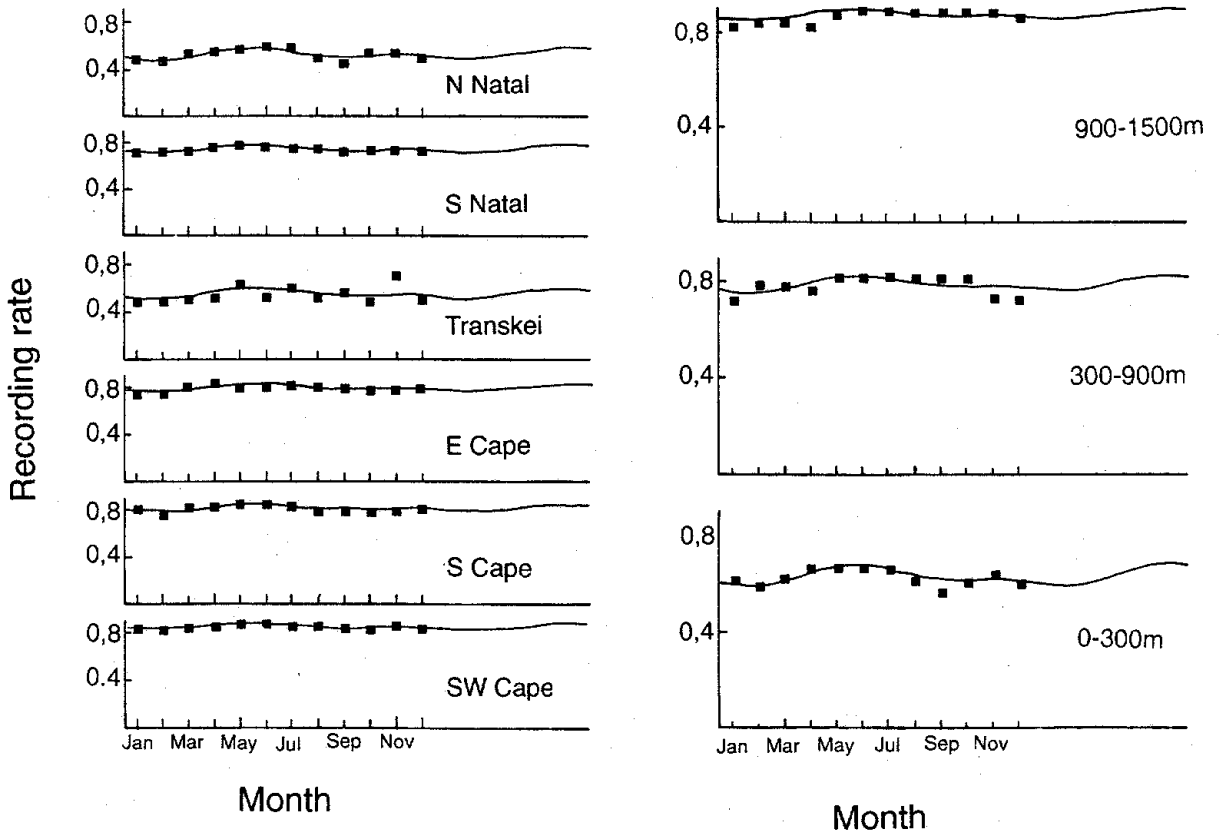 0,8
0,4
N Natal
0,8
0,4
S Natal
0,8
0,4
Transkei
0,8
0,4
E Cape
0,8
0,4
S Cape
0,8
0,4
SW Cape
Jan Mar May Jul Sep Nov
Month
Recording rate
0,8
0,4
900-1500m
0,8
0,4
300-900m
0,8
0,4
0-300m
Jan Mar May Jul Sep Nov
Month